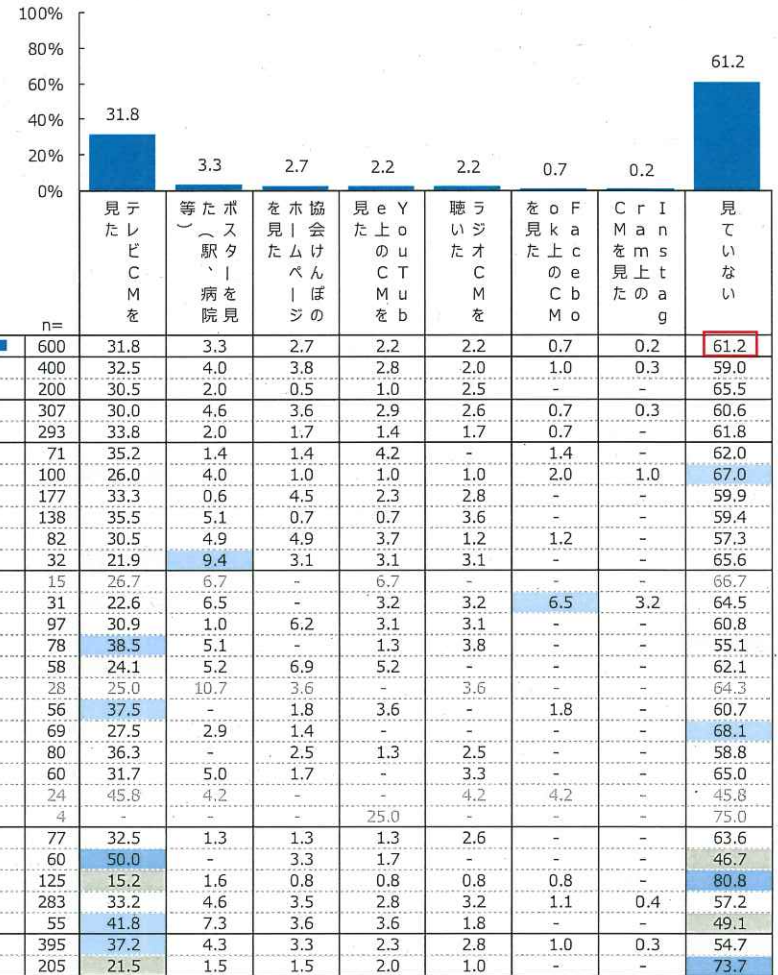 100%
80%
60%
40%
20%
0%
31.8
3.3
2.7
2.2
2.2
0.7
0.2
61.2
テレビCMを見た
ポスターを見た(駅、病院等)
協会けんぽのホームページを見た
YouTube上のCMを見た
ラジオCMを聴いた
Facebook上のCMを見た
Instagram上のCMを見た
見ていない
n=
600 31.8 3.3 2.7 2.2 2.2 0.7 0.2 61.2
400 32.5 4.0 3.8 2.8 2.0 1.0 0.3 59.0
200 30.5 2.0 0.5 1.0 2.5 - - 65.5
307 30.0 4.6 3.6 2.9 2.6 0.7 0.3 60.6
293 33.8 2.0 1.7 1.4 1.7 0.7 - 61.8
71 35.2 1.4 1.4 4.2 - 1.4 - 62.0
100 26.0 4.0 1.0 1.0 1.0 2.0 1.0 67.0
177 33.3 0.6 4.5 2.3 2.8 - - 59.9
138 35.5 5.1 0.7 0.7 3.6 - - 59.4
82 30.5 4.9 4.9 3.7 1.2 1.2 - 57.3
32 21.9 9.4 3.1 3.1 3.1 - - 65.6
15 26.7 6.7 - 6.7 - - - 66.7
31 22.6 6.5 - 3.2 3.2 6.5 3.2 64.5
97 30.9 1.0 6.2 3.1 3.1 - - 60.8
78 38.5 5.1 - 1.3 3.8 - - 55.1
58 24.1 5.2 6.9 5.2 - - - 62.1
28 25.0 10.7 3.6 - 3.6 - - 64.3
56 37.5 - 1.8 3.6 - 1.8 - 60.7
69 27.5 2.9 1.4 - - - - 68.1
80 36.3 - 2.5 1.3 2.5 - - 58.8
60 31.7 5.0 1.7 - 3.3 - - 65.0
24 45.8 4.2 - - 4.2 4.2 - 45.8
4 - - - 25.0 - - - 75.0
77 32.5 1.3 1.3 1.3 2.6 - - 63.6
60 50.0 - 3.3 1.7 - - - 46.7
125 15.2 1.6 0.8 0.8 0.8 0.8 - 80.8
283 33.2 4.6 3.5 2.8 3.2 1.1 0.4 57.2
55 41.8 7.3 3.6 3.6 1.8 - - 49.1
395 37.2 4.3 3.3 2.3 2.8 1.0 0.3 54.7
205 21.5 1.5 1.5 2.0 1.0 - - 73.7